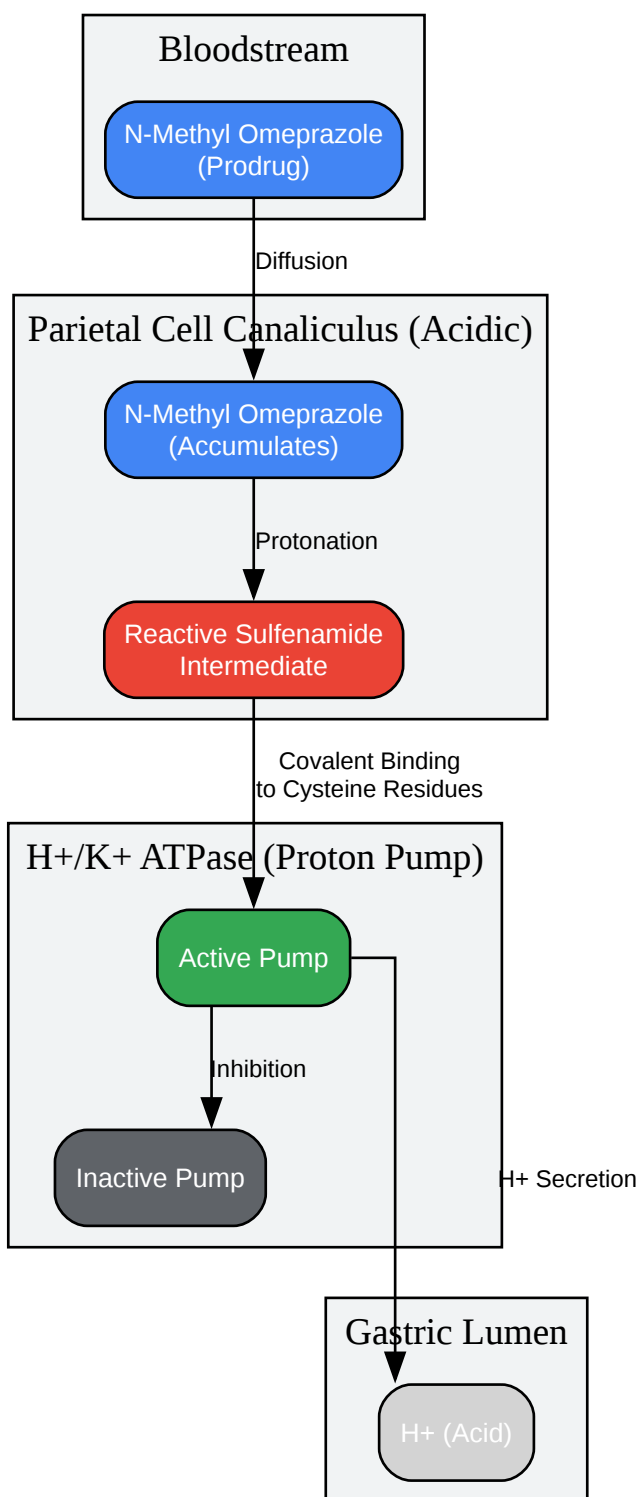 Bloodstream
N-Methyl Omeprazole
(Prodrug)
Diffusion
Parietal Cell Canaliculus (Acidic)
N-Methyl Omeprazole
(Accumulates)
Protonation
Reactive Sulfenamide
Intermediate
Covalent Binding
to Cysteine Residues
H+/K+ ATPase (Proton Pump)
Active Pump
Inhibition
Inactive Pump
H+ Secretion
Gastric Lumen
H+ (Acid)